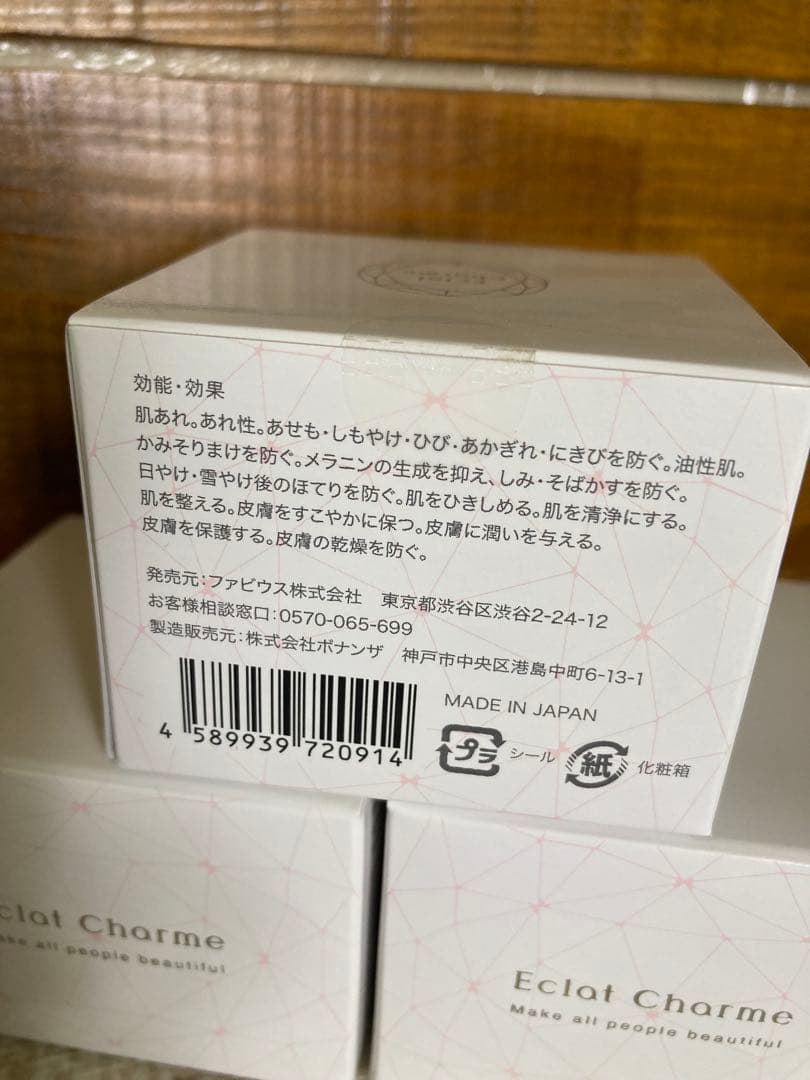 効能・効果
肌あれ。あれ性。あせも・しもやけ・ひび・あかぎれ・にきびを防ぐ。油性肌。
かみそりまけを防ぐ。メラニンの生成を抑え、しみ・そばかすを防ぐ。
日やけ・雪やけ後のほてりを防ぐ。肌をひきしめる。肌を清浄にする。
肌を整える。皮膚をすこやかに保つ。皮膚に潤いを与える。
皮膚を保護する。皮膚の乾燥を防ぐ。
発売元:ファビウス株式会社 東京都渋谷区渋谷2-24-12
お客様相談窓口:0570-065-699
製造販売元:株式会社ボナンザ 神戸市中央区港島中町6-13-1
MADE IN JAPAN
4 589939 720914
プラ シール 紙 化粧箱
clat Charme
ake all people beautiful
Eclat Charme
Make all people beautiful